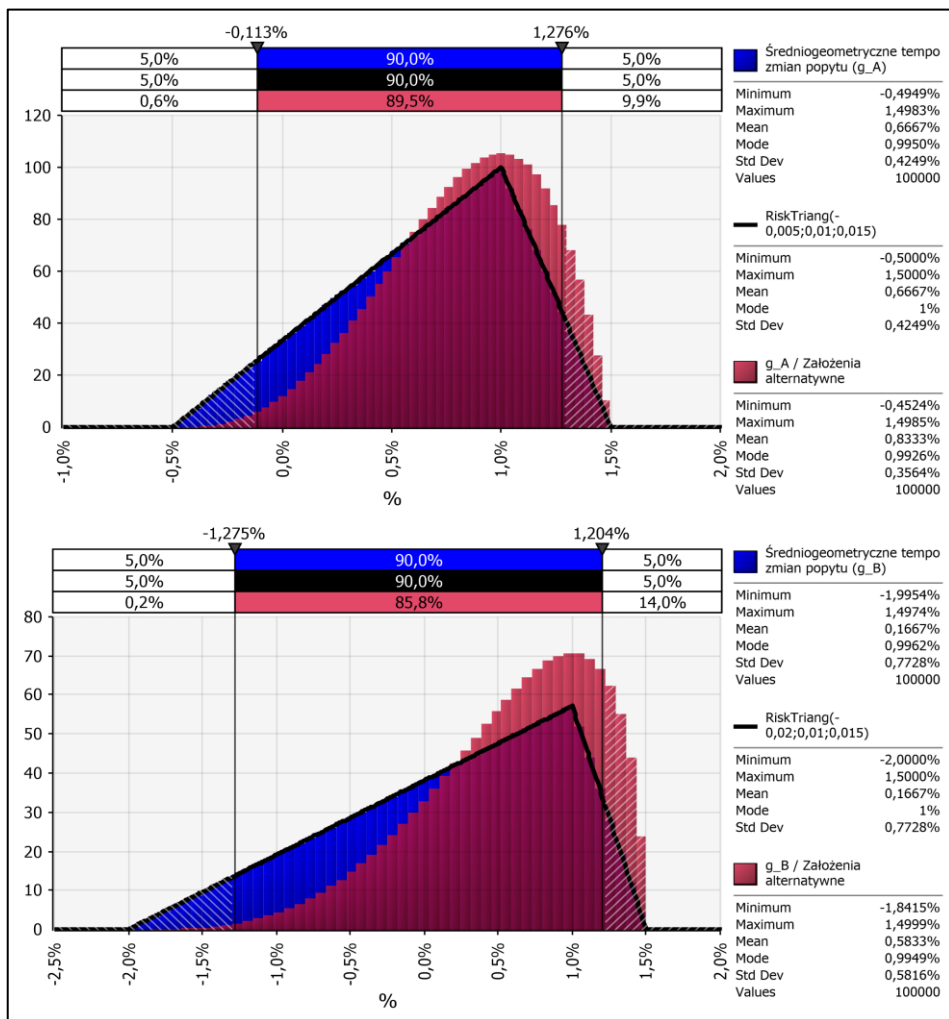 -0,113% 1,276%
5,0% 90,0% 5,0%
5,0% 90,0% 5,0%
0,6% 89,5% 9,9%
120
100
80
60
40
20
0
-1,0% -0,5% 0,0% 0,5% 1,0% 1,5% 2,0%
%
Średniogeometryczne tempo
zmian popytu (g_A)
Minimum -0,4949%
Maximum 1,4983%
Mean 0,6667%
Mode 0,9950%
Std Dev 0,4249%
Values 100000
RiskTriang(-
0,005;0,01;0,015)
Minimum -0,5000%
Maximum 1,5000%
Mean 0,6667%
Mode 1%
Std Dev 0,4249%
g_A / Założenia
alternatywne
Minimum -0,4524%
Maximum 1,4985%
Mean 0,8333%
Mode 0,9926%
Std Dev 0,3564%
Values 100000
-1,275% 1,204%
5,0% 90,0% 5,0%
5,0% 90,0% 5,0%
0,2% 85,8% 14,0%
80
70
60
50
40
30
20
10
0
-2,5% -2,0% -1,5% -1,0% -0,5% 0,0% 0,5% 1,0% 1,5% 2,0%
%
Średniogeometryczne tempo
zmian popytu (g_B)
Minimum -1,9954%
Maximum 1,4974%
Mean 0,1667%
Mode 0,9962%
Std Dev 0,7728%
Values 100000
RiskTriang(-
0,02;0,01;0,015)
Minimum -2,0000%
Maximum 1,5000%
Mean 0,1667%
Mode 1%
Std Dev 0,7728%
g_B / Założenia
alternatywne
Minimum -1,8415%
Maximum 1,4999%
Mean 0,5833%
Mode 0,9949%
Std Dev 0,5816%
Values 100000